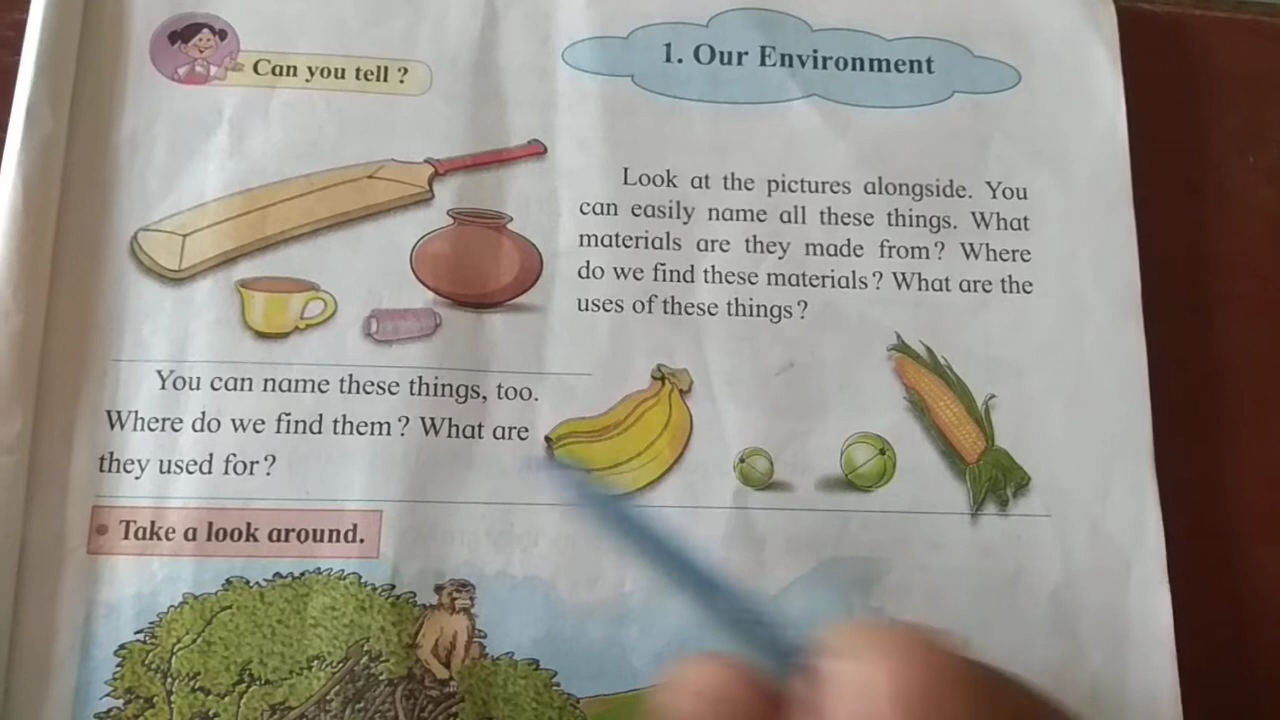 Can you tell ?
1. Our Environment
Look at the pictures alongside. You
can easily name all these things. What
materials are they made from? Where
do we find these materials? What are the
uses of these things?
You can name these things, too.
Where do we find them? What are
they used for?
• Take a look around.